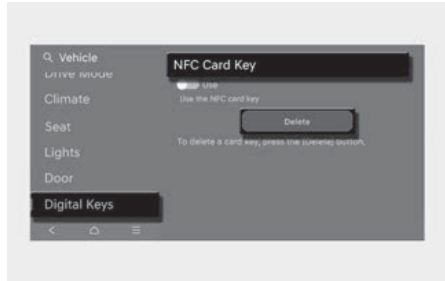 Vehicle
NFC Card Key
Drive Mode
Use
Climate
Use the NFC card key
Seat
Delete
To delete a card key, press the [Delete] button.
Lights
Door
Digital Keys